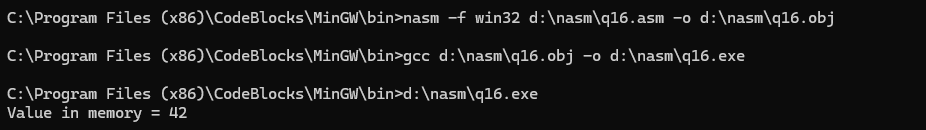 C:\Program Files (x86)\CodeBlocks\MinGW\bin>nasm -f win32 d:\nasm\q16.asm -o d:\nasm\q16.obj
C:\Program Files (x86)\CodeBlocks\MinGW\bin>gcc d:\nasm\q16.obj -o d:\nasm\q16.exe
C:\Program Files (x86)\CodeBlocks\MinGW\bin>d:\nasm\q16.exe
Value in memory = 42